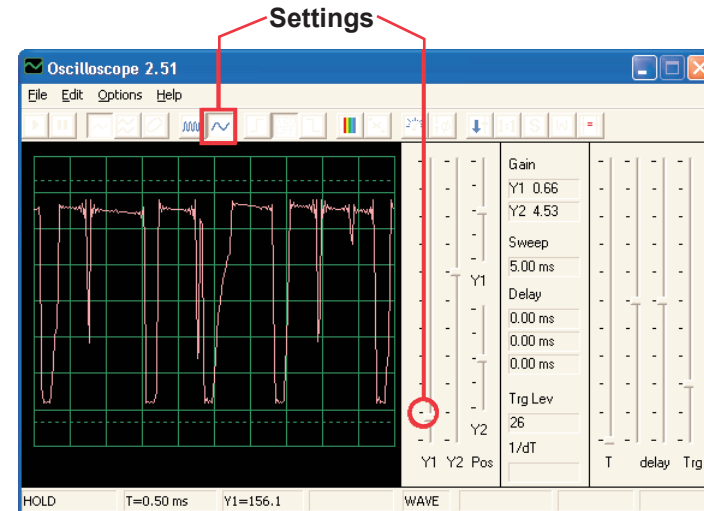 Settings
Oscilloscope 2.51
File Edit Options Help
Gain
Y1 0.66
Y2 4.53
Sweep
5.00 ms
Y1
Delay
0.00 ms
0.00 ms
0.00 ms
Trg Lev
26
Y2
1/dT
Y1 Y2 Pos
T delay Trg
HOLD T=0.50 ms Y1=156.1 WAVE